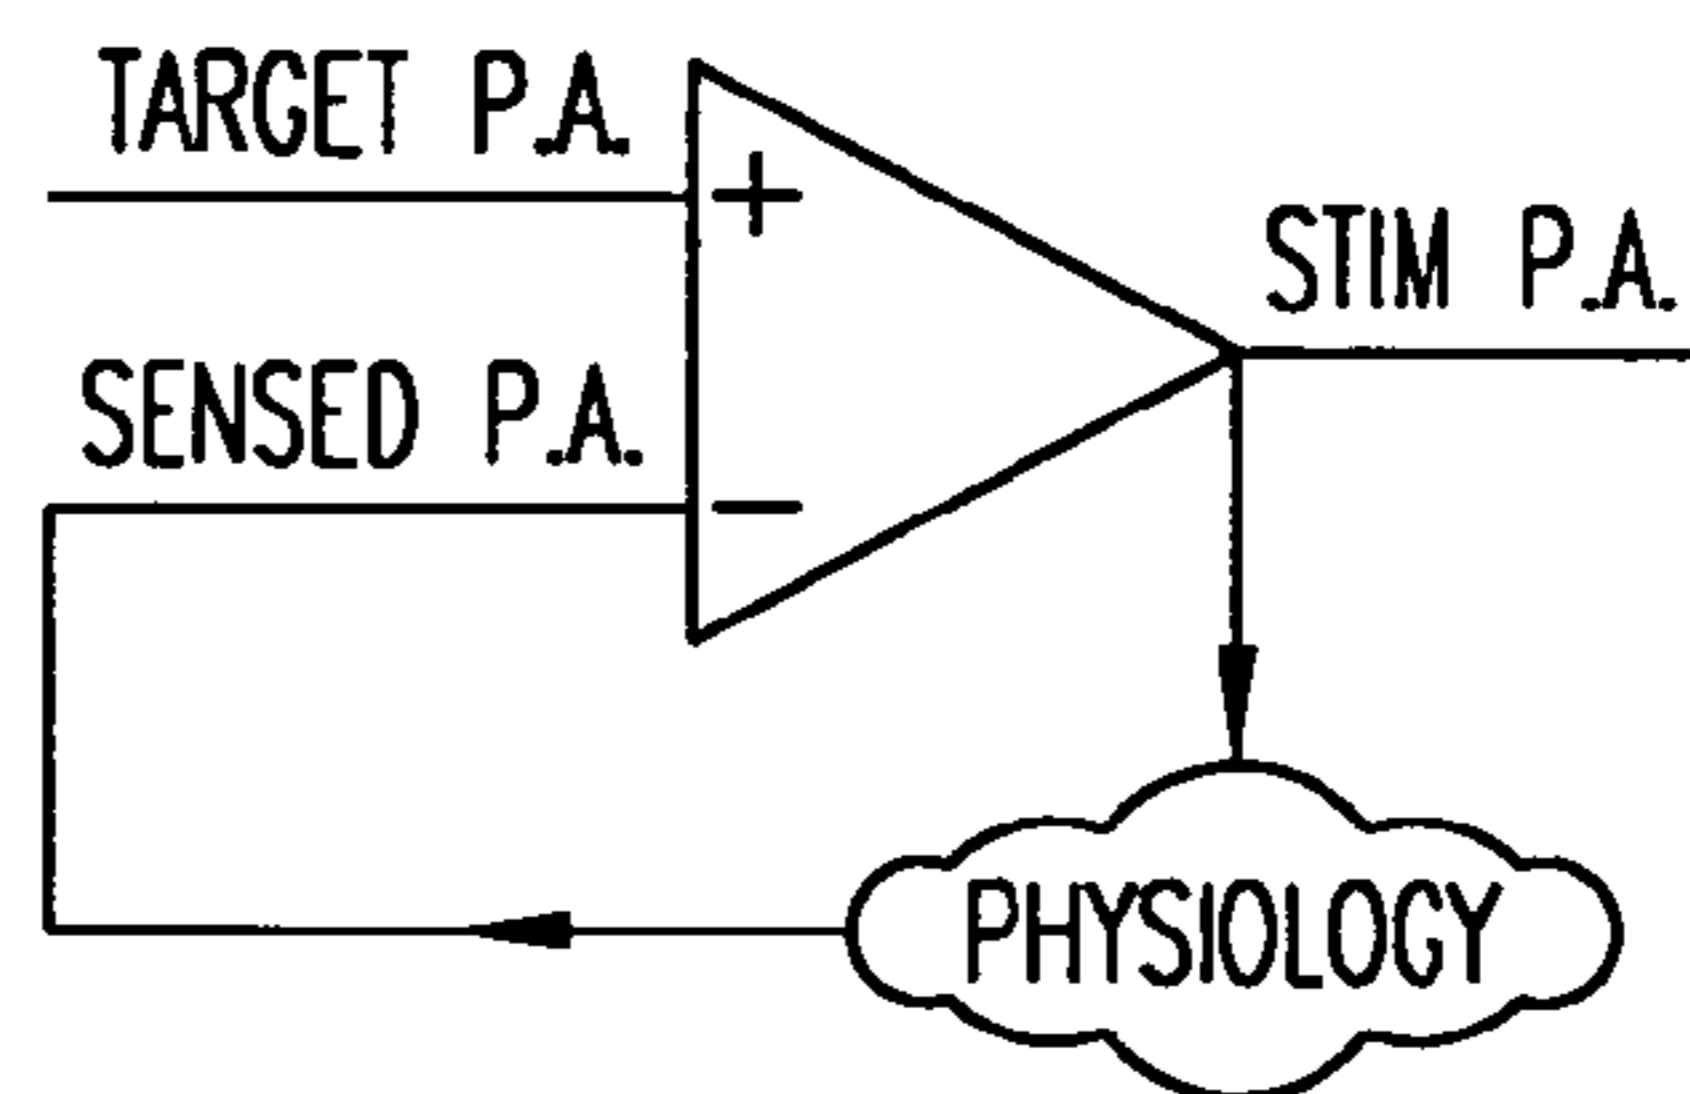 TARGET P.A.
+
STIM P.A.
SENSED P.A.
−
PHYSIOLOGY